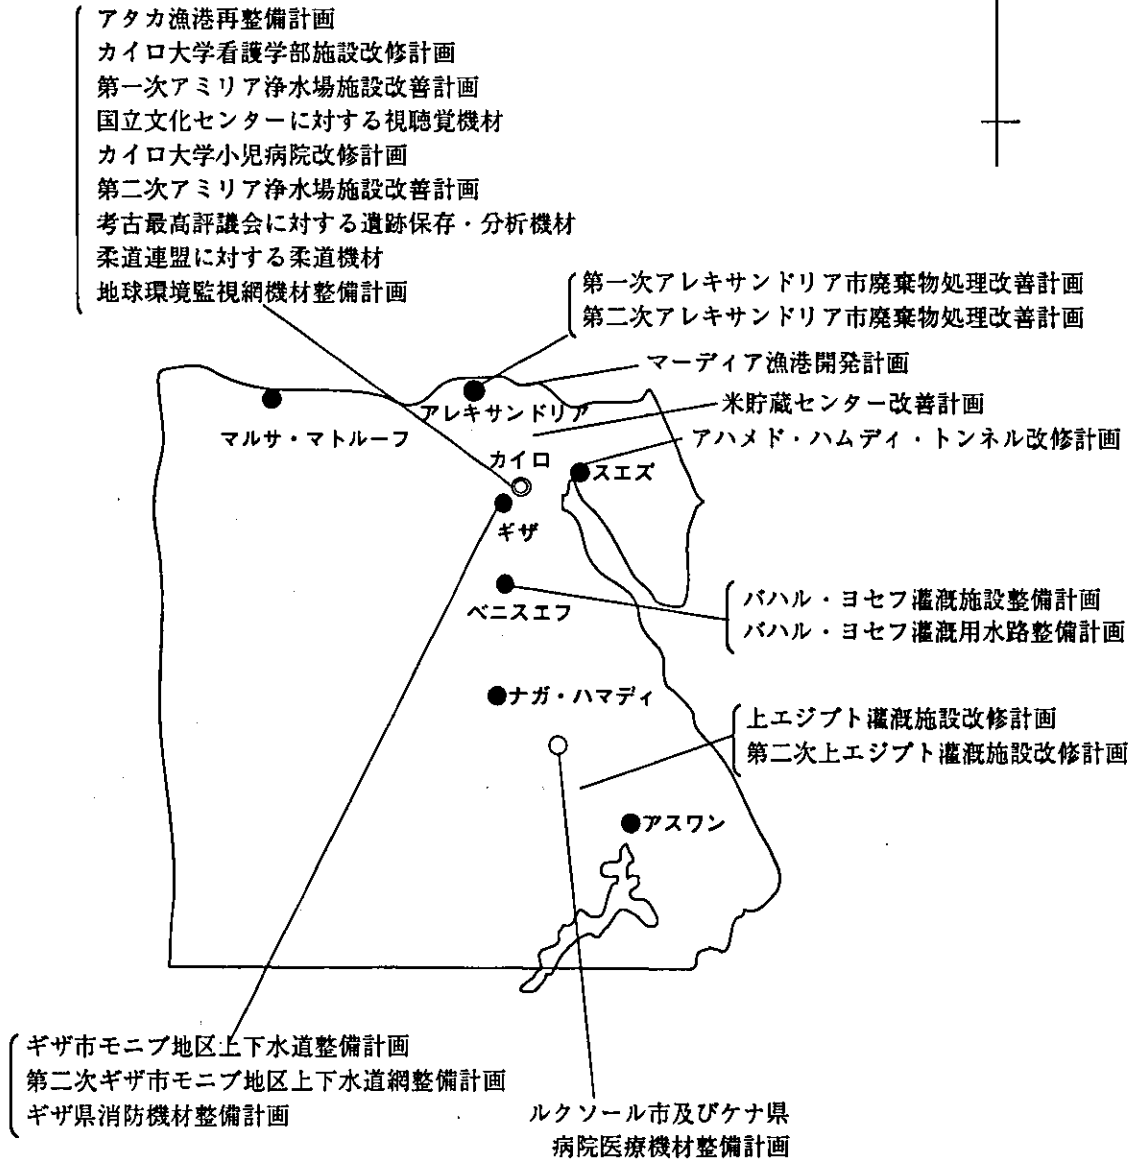 アタカ漁港再整備計画
カイロ大学看護学部施設改修計画
第一次アミリア浄水場施設改善計画
国立文化センターに対する視聴覚機材
カイロ大学小児病院改修計画
第二次アミリア浄水場施設改善計画
考古最高評議会に対する遺跡保存・分析機材
柔道連盟に対する柔道機材
地球環境監視網機材整備計画
第一次アレキサンドリア市廃棄物処理改善計画
第二次アレキサンドリア市廃棄物処理改善計画
マーディア漁港開発計画
米貯蔵センター改善計画
アレキサンドリア
マルサ・マトルーフ
アハメド・ハムディ・トンネル改修計画
カイロ
スエズ
ギザ
ベニスエフ
バハル・ヨセフ灌漑施設整備計画
バハル・ヨセフ灌漑用水路整備計画
ナガ・ハマディ
上エジプト灌漑施設改修計画
第二次上エジプト灌漑施設改修計画
アスワン
ギザ市モニブ地区上下水道整備計画
第二次ギザ市モニブ地区上下水道網整備計画
ギザ県消防機材整備計画
ルクソール市及びケナ県
病院医療機材整備計画